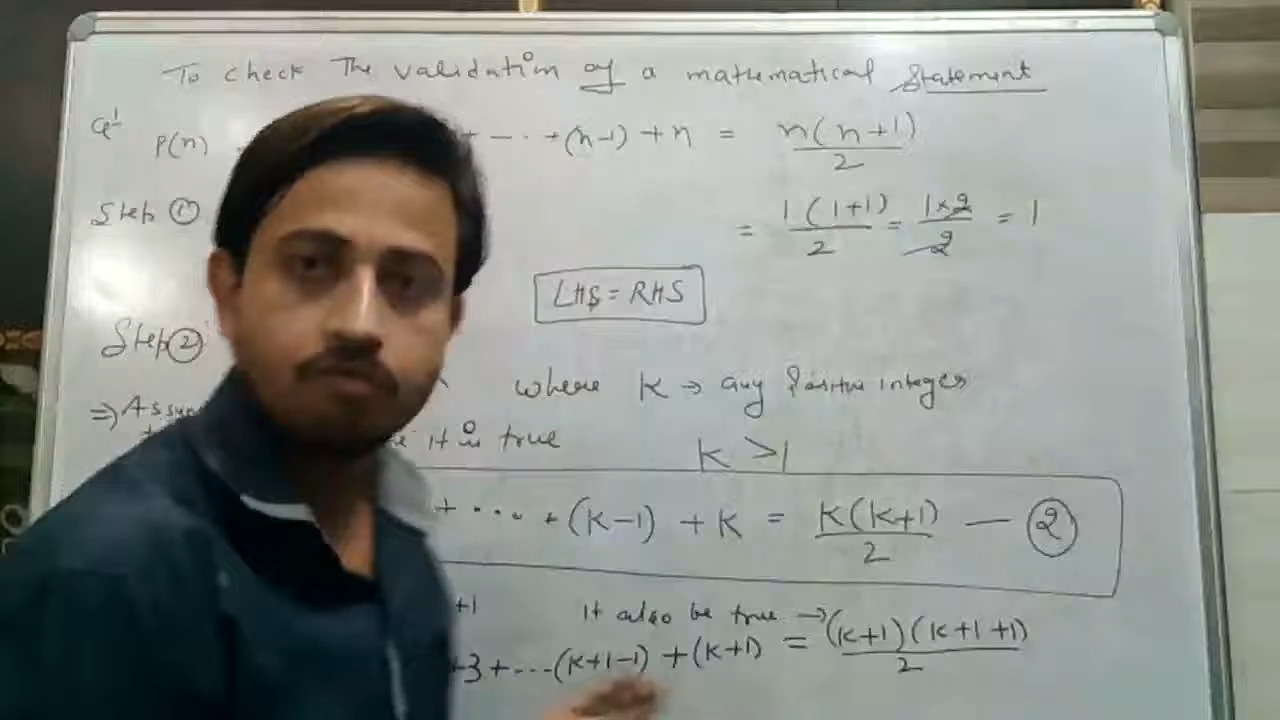 To check The validation of a mathematical Statement
Q1
P(n) + - - . +(n-1) + n = n(n+1)/2
Step ① = 1(1+1)/2 = 1×2/2 = 1
LHS = RHS
Step ②
where K → any Positive integer
⇒ Assu it is true K >1
+ . . . . +(K-1) + K = K(K+1)/2 — ②
+1 It also be true →
+3 + ---(K+1-1) + (K+1) = (K+1)(K+1+1)/2